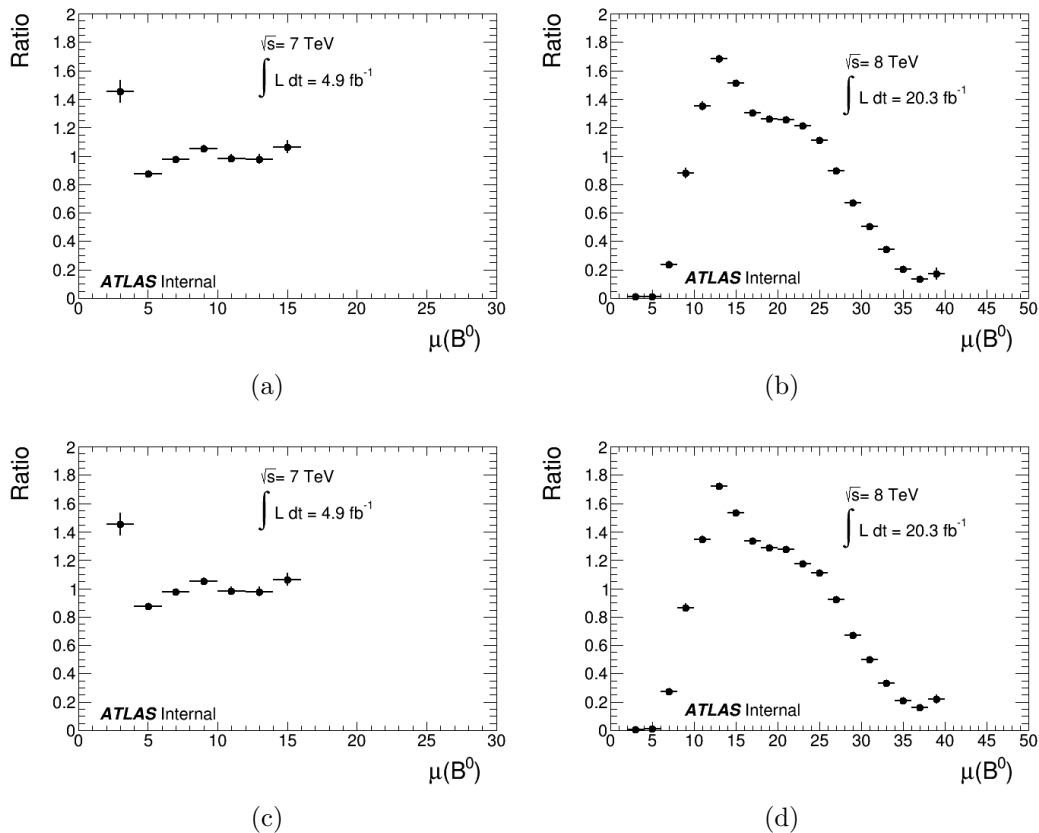 Ratio
2
1.8
1.6
1.4
1.2
1
0.8
0.6
0.4
0.2
0
√s= 7 TeV
∫ L dt = 4.9 fb⁻¹
ATLAS Internal
0 5 10 15 20 25 30
μ(B⁰)
(a)
Ratio
2
1.8
1.6
1.4
1.2
1
0.8
0.6
0.4
0.2
0
√s= 8 TeV
∫ L dt = 20.3 fb⁻¹
ATLAS Internal
0 5 10 15 20 25 30 35 40 45 50
μ(B⁰)
(b)
Ratio
2
1.8
1.6
1.4
1.2
1
0.8
0.6
0.4
0.2
0
√s= 7 TeV
∫ L dt = 4.9 fb⁻¹
ATLAS Internal
0 5 10 15 20 25 30
μ(B⁰)
(c)
Ratio
2
1.8
1.6
1.4
1.2
1
0.8
0.6
0.4
0.2
0
√s= 8 TeV
∫ L dt = 20.3 fb⁻¹
ATLAS Internal
0 5 10 15 20 25 30 35 40 45 50
μ(B⁰)
(d)